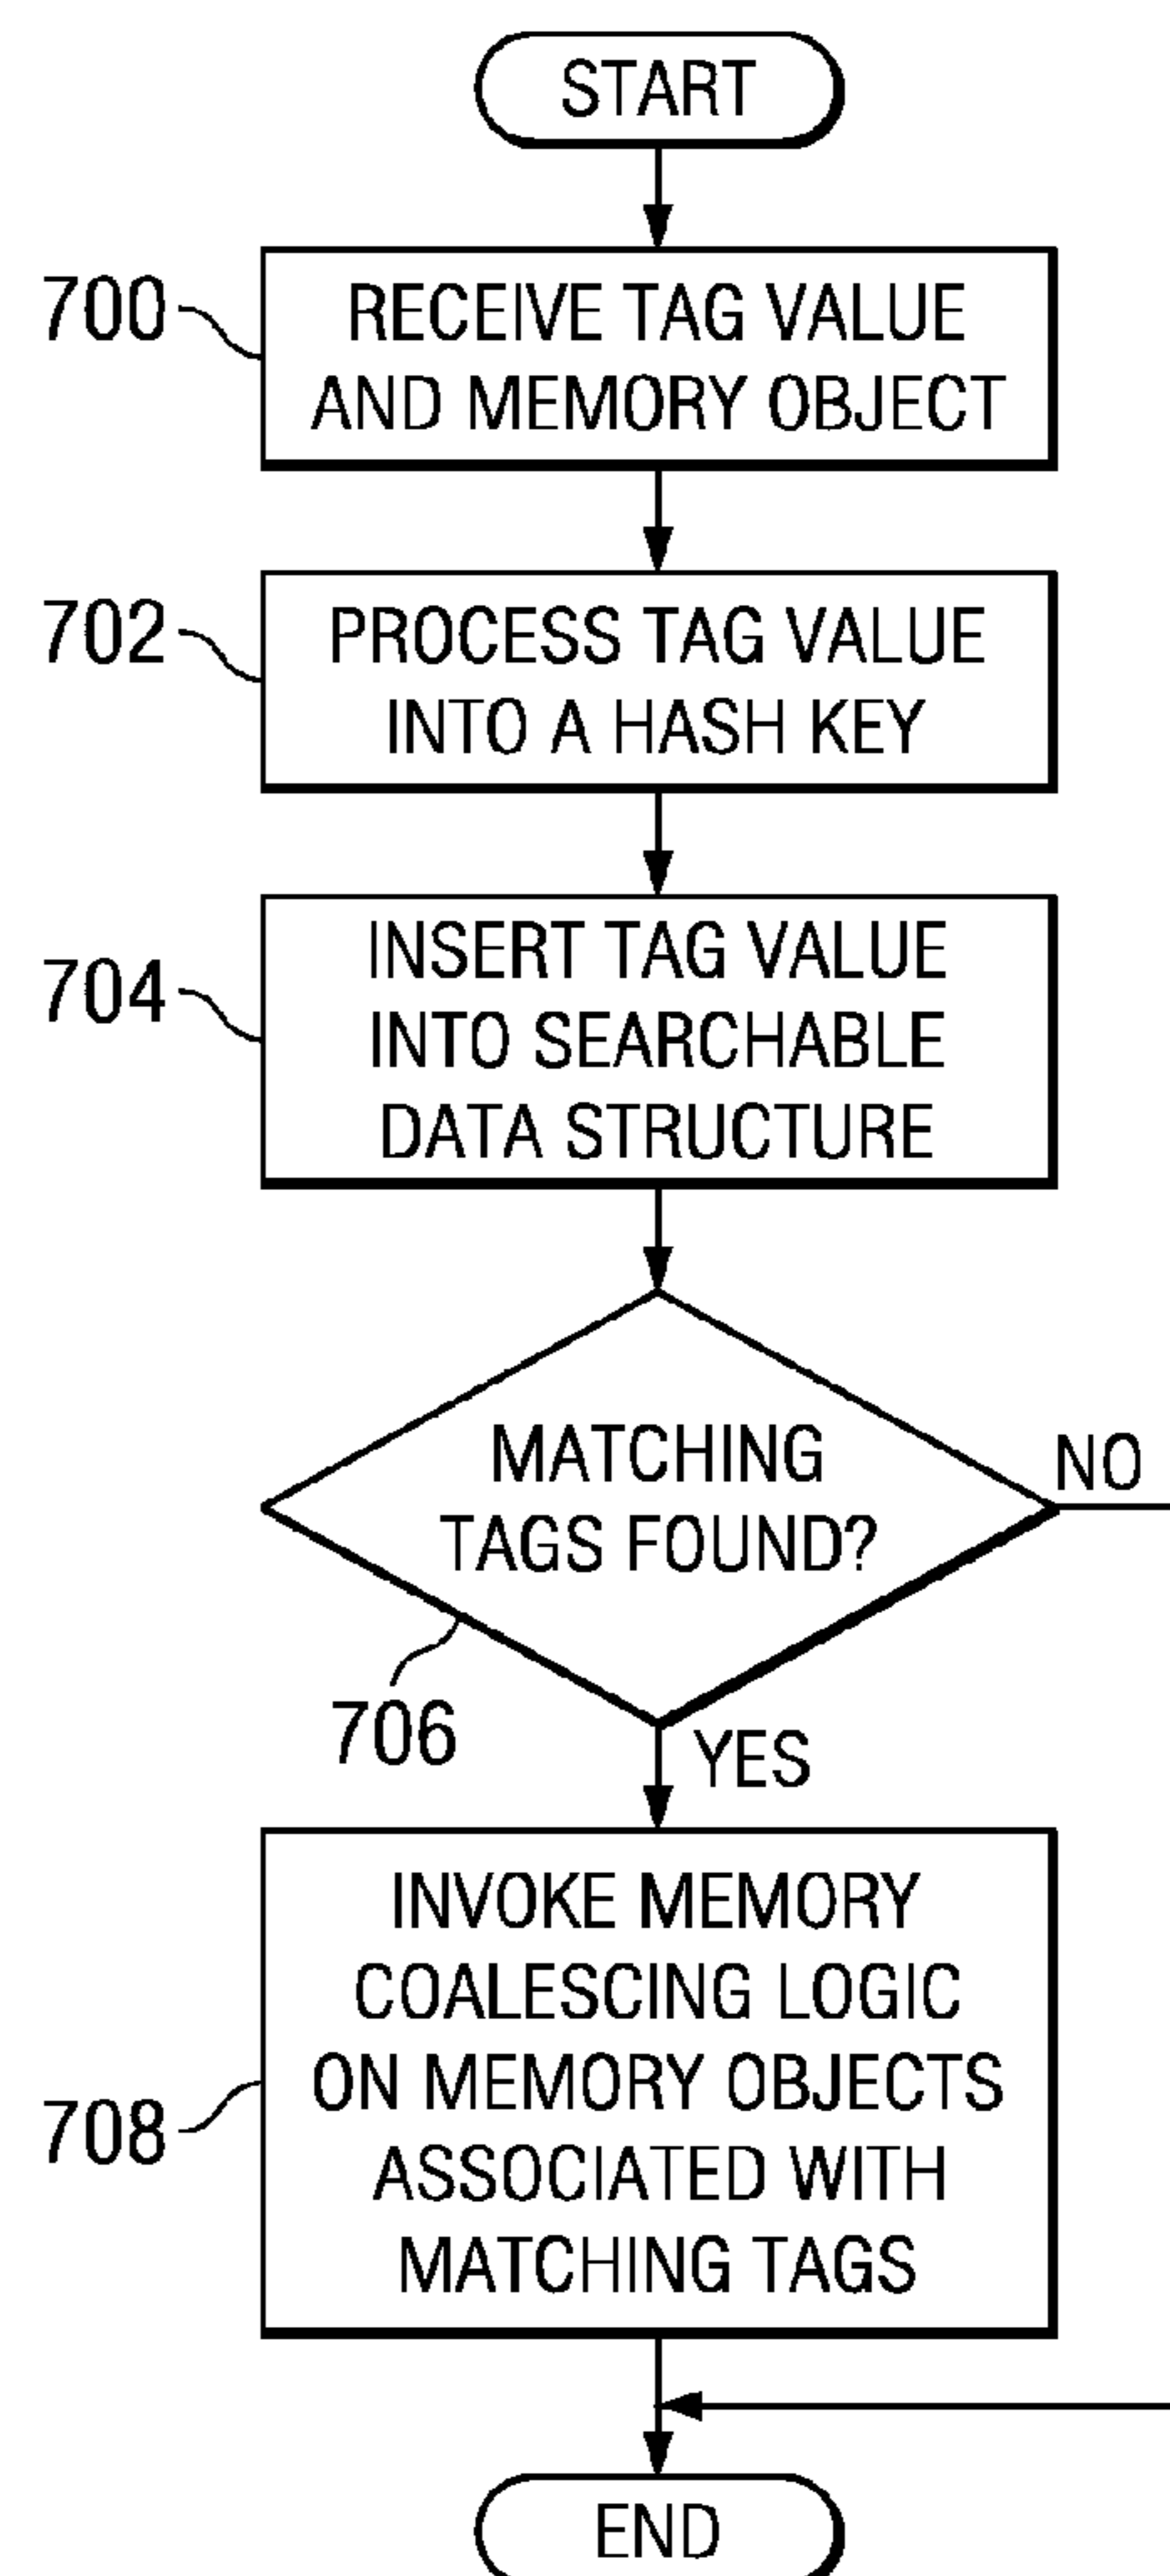 START
700
RECEIVE TAG VALUE
AND MEMORY OBJECT
702
PROCESS TAG VALUE
INTO A HASH KEY
704
INSERT TAG VALUE
INTO SEARCHABLE
DATA STRUCTURE
MATCHING
TAGS FOUND?
NO
706
YES
708
INVOKE MEMORY
COALESCING LOGIC
ON MEMORY OBJECTS
ASSOCIATED WITH
MATCHING TAGS
END